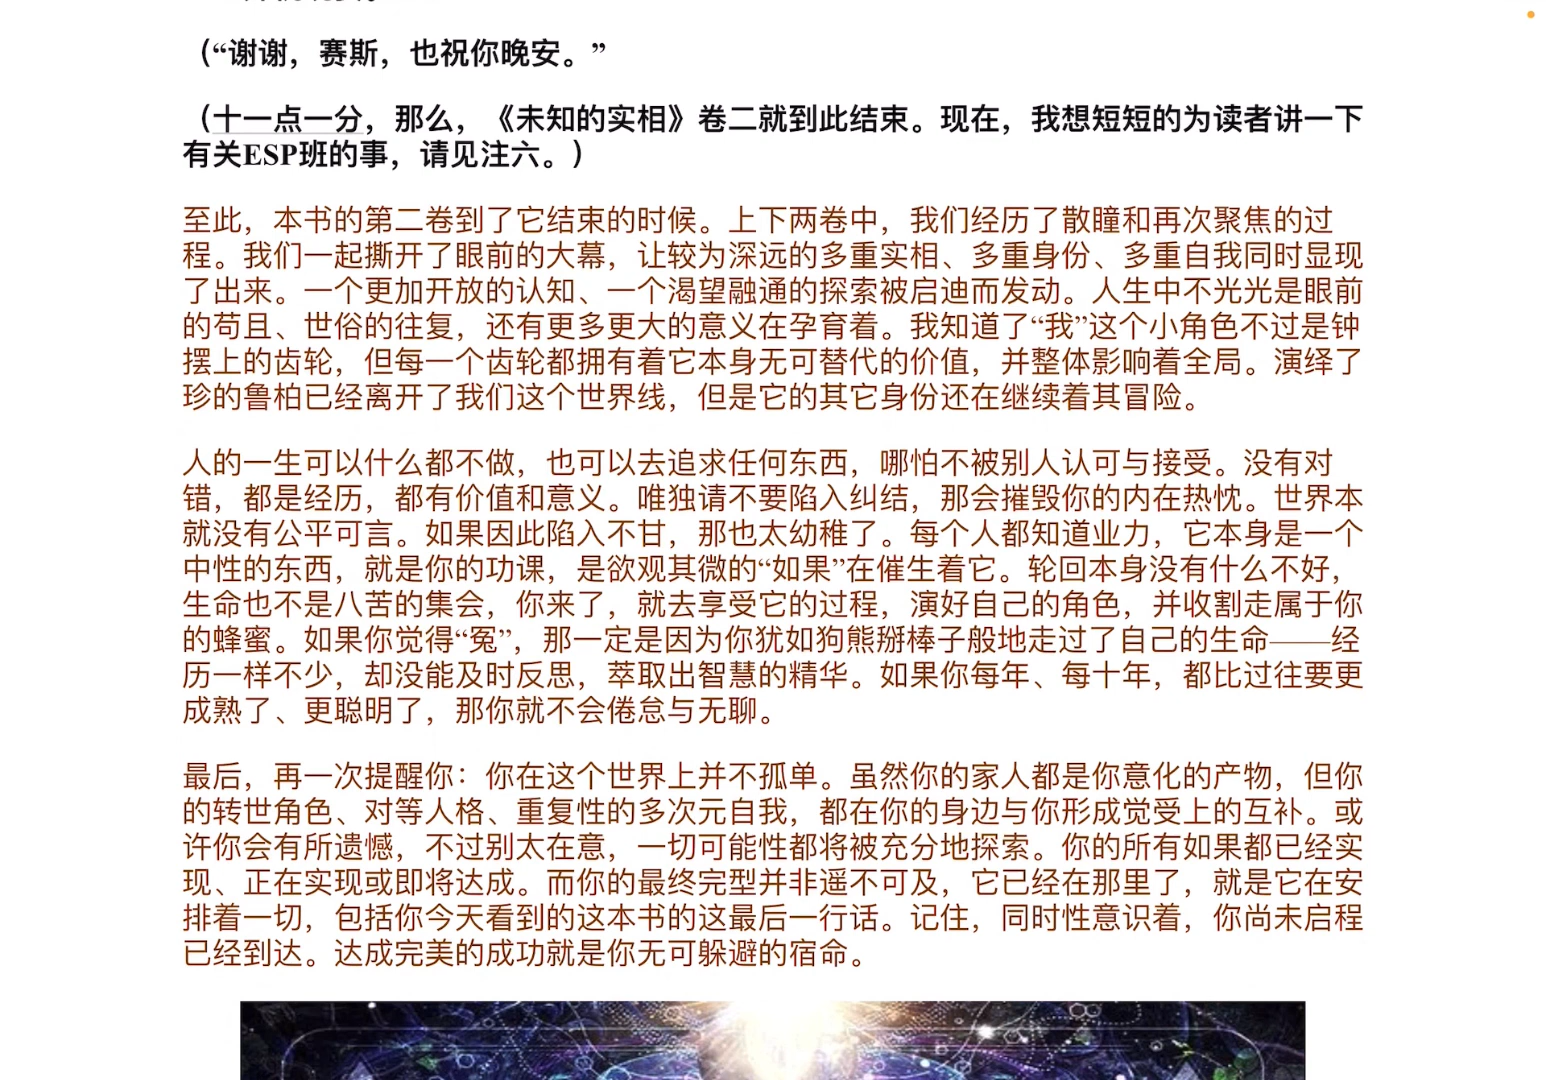 （“谢谢，赛斯，也祝你晚安。”
（十一点一分，那么，《未知的实相》卷二就到此结束。现在，我想短短的为读者讲一下
有关ESP班的事，请见注六。）
至此，本书的第二卷到了它结束的时候。上下两卷中，我们经历了散瞳和再次聚焦的过
程。我们一起撕开了眼前的大幕，让较为深远的多重实相、多重身份、多重自我同时显现
了出来。一个更加开放的认知、一个渴望融通的探索被启迪而发动。人生中不光光是眼前
的苟且、世俗的往复，还有更多更大的意义在孕育着。我知道了“我”这个小角色不过是钟
摆上的齿轮，但每一个齿轮都拥有着它本身无可替代的价值，并整体影响着全局。演绎了
珍的鲁柏已经离开了我们这个世界线，但是它的其它身份还在继续着其冒险。
人的一生可以什么都不做，也可以去追求任何东西，哪怕不被别人认可与接受。没有对
错，都是经历，都有价值和意义。唯独请不要陷入纠结，那会摧毁你的内在热忱。世界本
就没有公平可言。如果因此陷入不甘，那也太幼稚了。每个人都知道业力，它本身是一个
中性的东西，就是你的功课，是欲观其微的“如果”在催生着它。轮回本身没有什么不好，
生命也不是八苦的集会，你来了，就去享受它的过程，演好自己的角色，并收割走属于你
的蜂蜜。如果你觉得“冤”，那一定是因为你犹如狗熊掰棒子般地走过了自己的生命——经
历一样不少，却没能及时反思，萃取出智慧的精华。如果你每年、每十年，都比过往要更
成熟了、更聪明了，那你就不会倦怠与无聊。
最后，再一次提醒你：你在这个世界上并不孤单。虽然你的家人都是你意化的产物，但你
的转世角色、对等人格、重复性的多次元自我，都在你的身边与你形成觉受上的互补。或
许你会有所遗憾，不过别太在意，一切可能性都将被充分地探索。你的所有如果都已经实
现、正在实现或即将达成。而你的最终完型并非遥不可及，它已经在那里了，就是它在安
排着一切，包括你今天看到的这本书的这最后一行话。记住，同时性意识着，你尚未启程
已经到达。达成完美的成功就是你无可躲避的宿命。